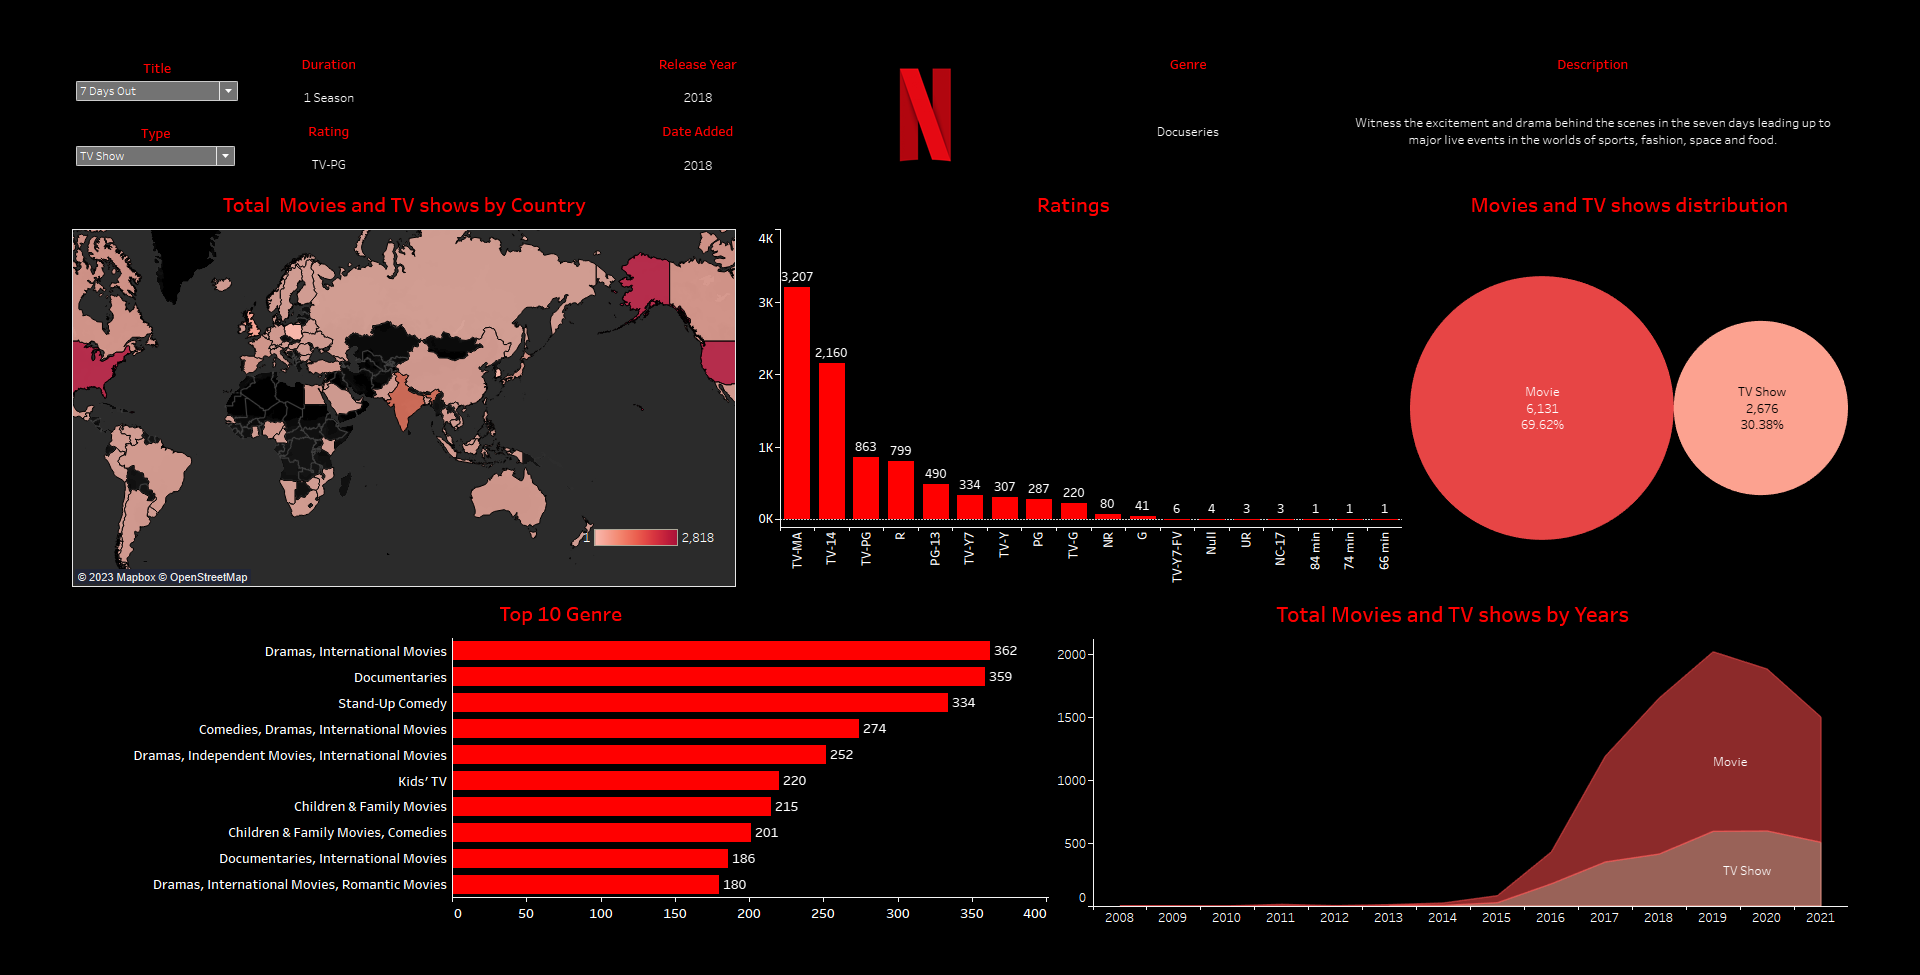 Title
Duration
Release Year
Genre
Description
7 Days Out
1 Season
2018
Type
Rating
Date Added
Docuseries
Witness the excitement and drama behind the scenes in the seven days leading up to
major live events in the worlds of sports, fashion, space and food.
TV Show
TV-PG
2018
Total Movies and TV shows by Country
1
2,818
© 2023 Mapbox © OpenStreetMap
Ratings
4K
3K
2K
1K
0K
3,207
2,160
863
799
490
334
307
287
220
80
41
6
4
3
3
1
1
1
TV-MA
TV-14
TV-PG
R
PG-13
TV-Y7
TV-Y
PG
TV-G
NR
G
TV-Y7-FV
Null
UR
NC-17
84 min
74 min
66 min
Movies and TV shows distribution
Movie
6,131
69.62%
TV Show
2,676
30.38%
Top 10 Genre
Dramas, International Movies 362
Documentaries 359
Stand-Up Comedy 334
Comedies, Dramas, International Movies 274
Dramas, Independent Movies, International Movies 252
Kids’ TV 220
Children & Family Movies 215
Children & Family Movies, Comedies 201
Documentaries, International Movies 186
Dramas, International Movies, Romantic Movies 180
0 50 100 150 200 250 300 350 400
Total Movies and TV shows by Years
2000
1500
1000
500
0
Movie
TV Show
2008 2009 2010 2011 2012 2013 2014 2015 2016 2017 2018 2019 2020 2021